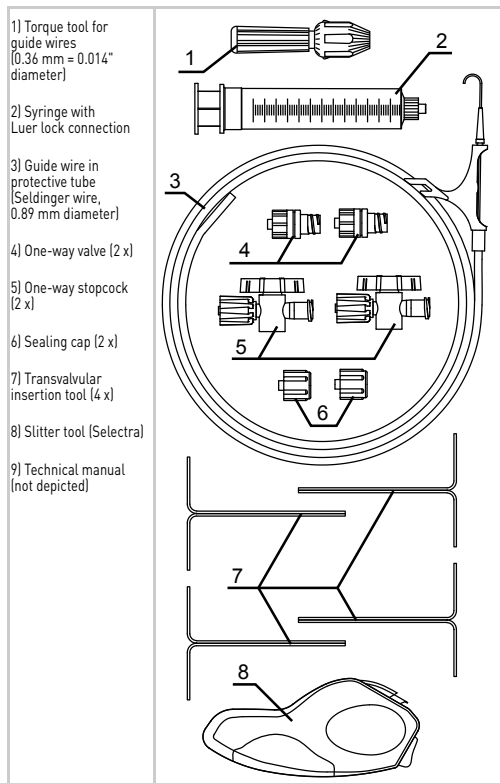 1) Torque tool for
guide wires
(0.36 mm = 0.014"
diameter)
2) Syringe with
Luer lock connection
3) Guide wire in
protective tube
(Seldinger wire,
0.89 mm diameter)
4) One-way valve (2 x)
5) One-way stopcock
(2 x)
6) Sealing cap (2 x)
7) Transvalvular
insertion tool (4 x)
8) Slitter tool (Selectra)
9) Technical manual
(not depicted)
1
2
3
4
5
6
7
8